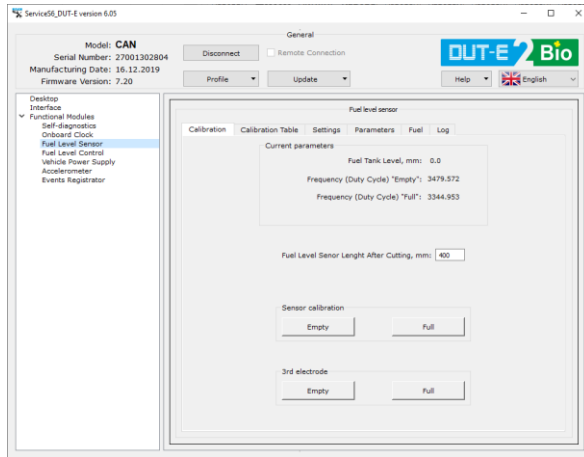 ServiceS6_DUT-E version 6.05
General
Model: CAN
Serial Number: 27001302804
Manufacturing Date: 16.12.2019
Firmware Version: 7.20
Disconnect
Remote Connection
Profile
Update
DUT-E 2 Bio
Help
English
Desktop
Interface
Functional Modules
Self-diagnostics
Onboard Clock
Fuel Level Sensor
Fuel Level Control
Vehicle Power Supply
Accelerometer
Events Registrator
Fuel level sensor
Calibration Calibration Table Settings Parameters Fuel Log
Current parameters
Fuel Tank Level, mm: 0.0
Frequency (Duty Cycle) "Empty": 3479.572
Frequency (Duty Cycle) "Full": 3344.953
Fuel Level Senor Lenght After Cutting, mm: 400
Sensor calibration
Empty Full
3rd electrode
Empty Full